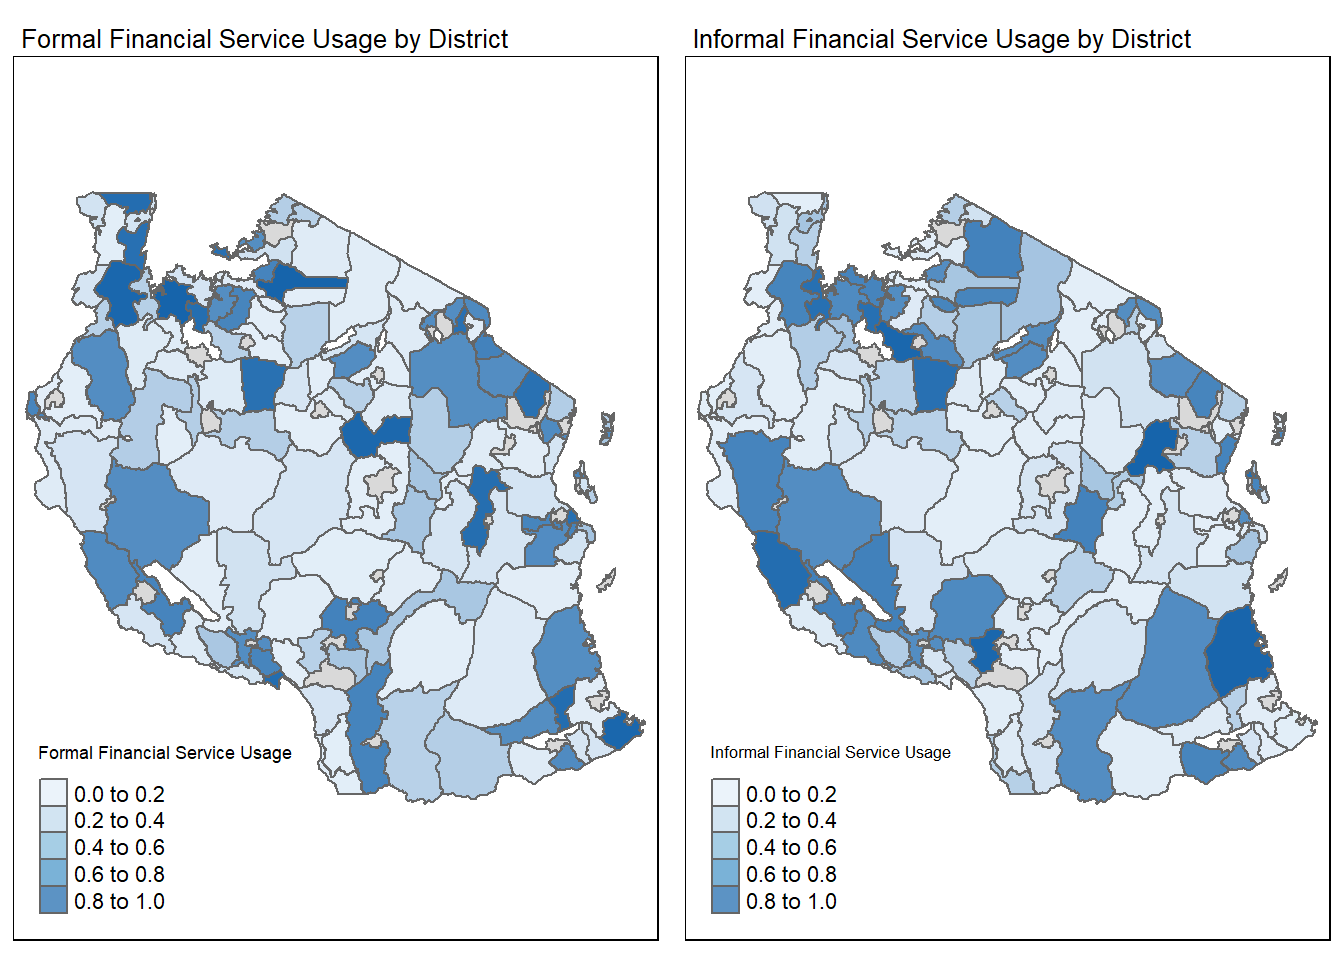 Formal Financial Service Usage by District
Informal Financial Service Usage by District
Formal Financial Service Usage
0.0 to 0.2
0.2 to 0.4
0.4 to 0.6
0.6 to 0.8
0.8 to 1.0
Informal Financial Service Usage
0.0 to 0.2
0.2 to 0.4
0.4 to 0.6
0.6 to 0.8
0.8 to 1.0